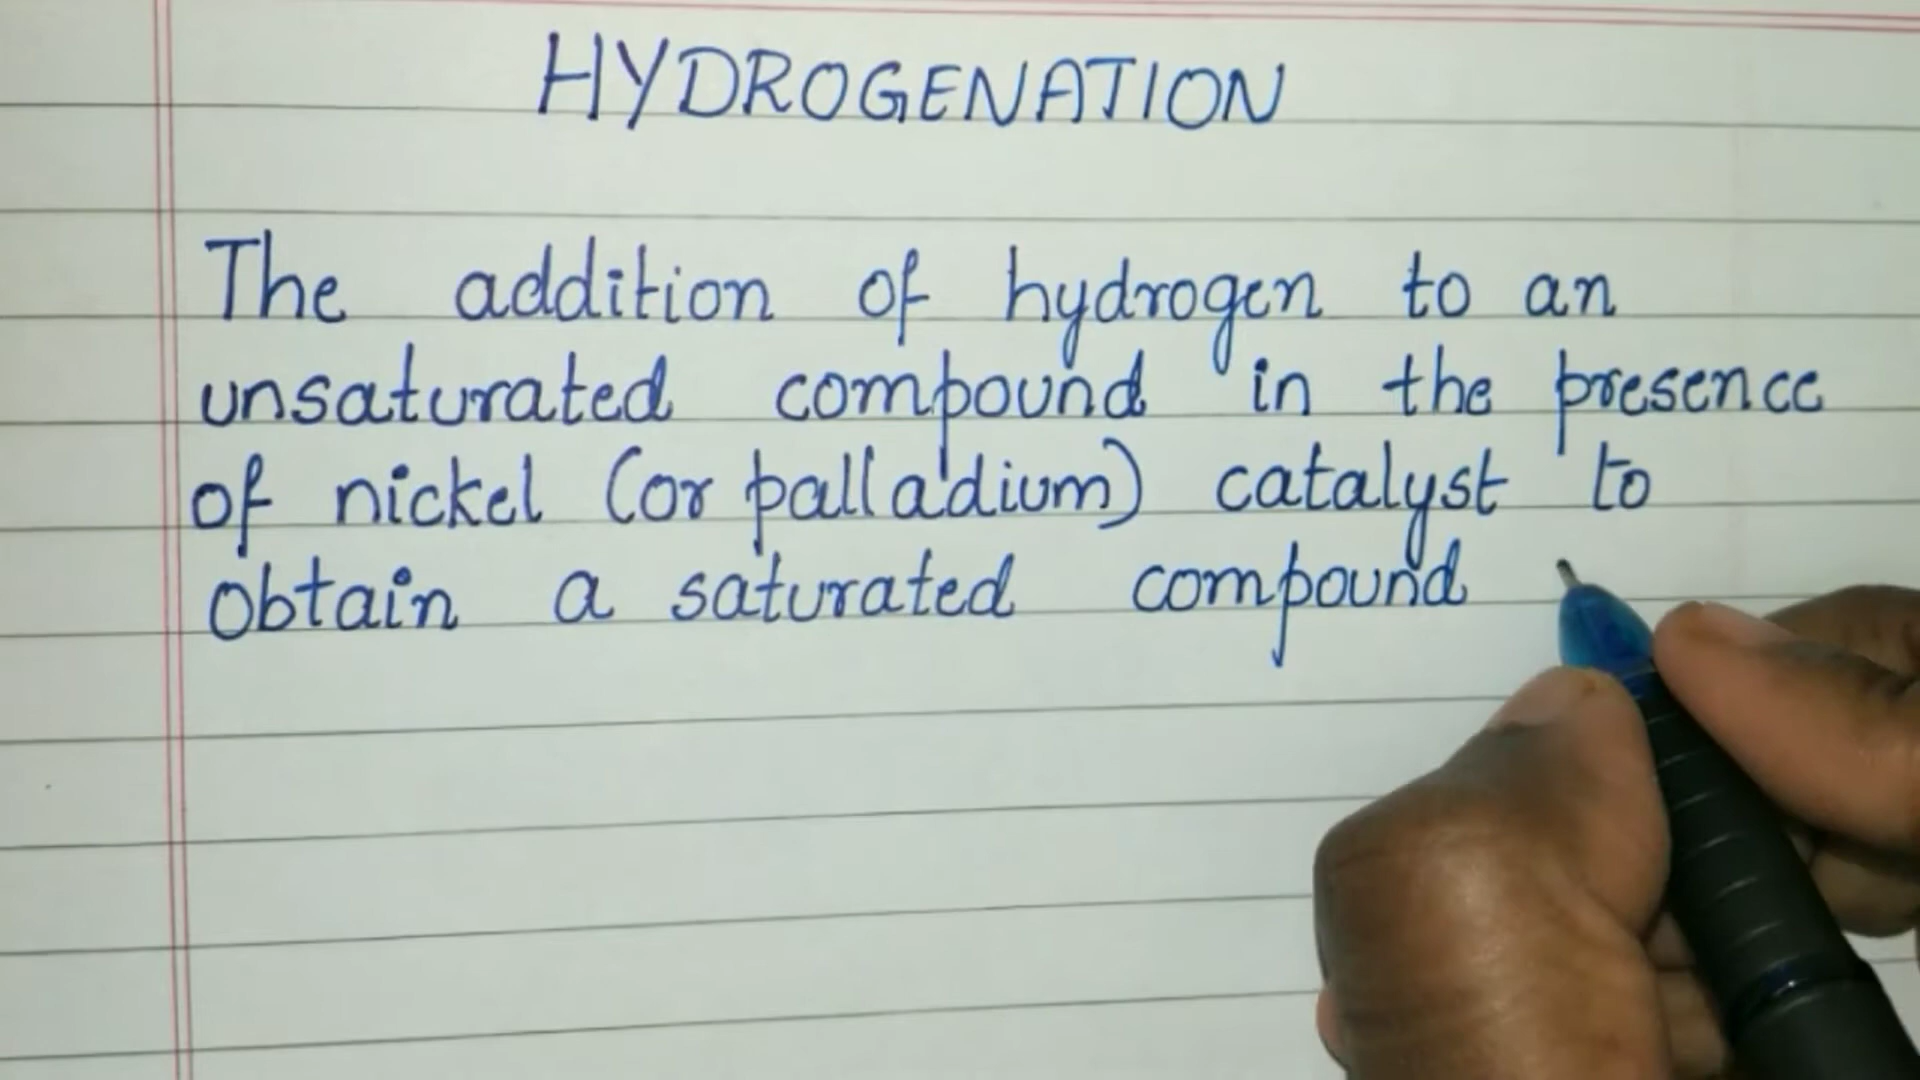 HYDROGENATION
The addition of hydrogen to an
unsaturated compound in the presence
of nickel (or palladium) catalyst to
obtain a saturated compound